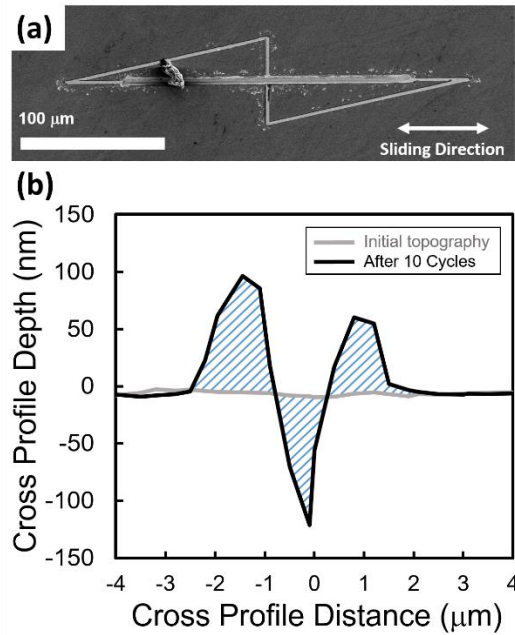 (a)
100 μm
Sliding Direction
(b)
Cross Profile Depth (nm)
150
100
50
0
-50
-100
-150
Initial topography
After 10 Cycles
-4
-3
-2
-1
0
1
2
3
4
Cross Profile Distance (μm)